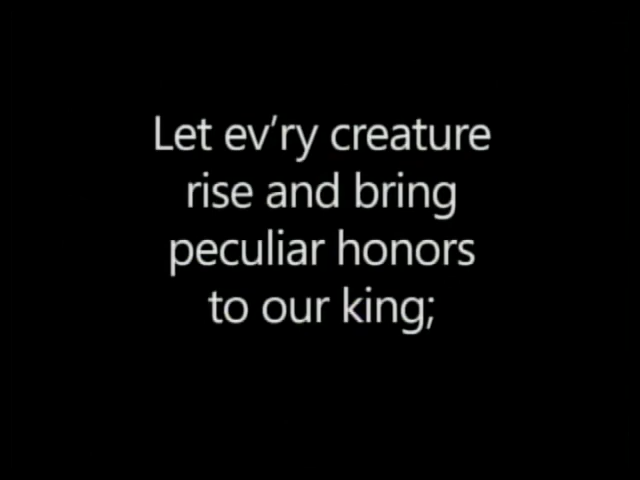 Let ev’ry creature
rise and bring
peculiar honors
to our king;